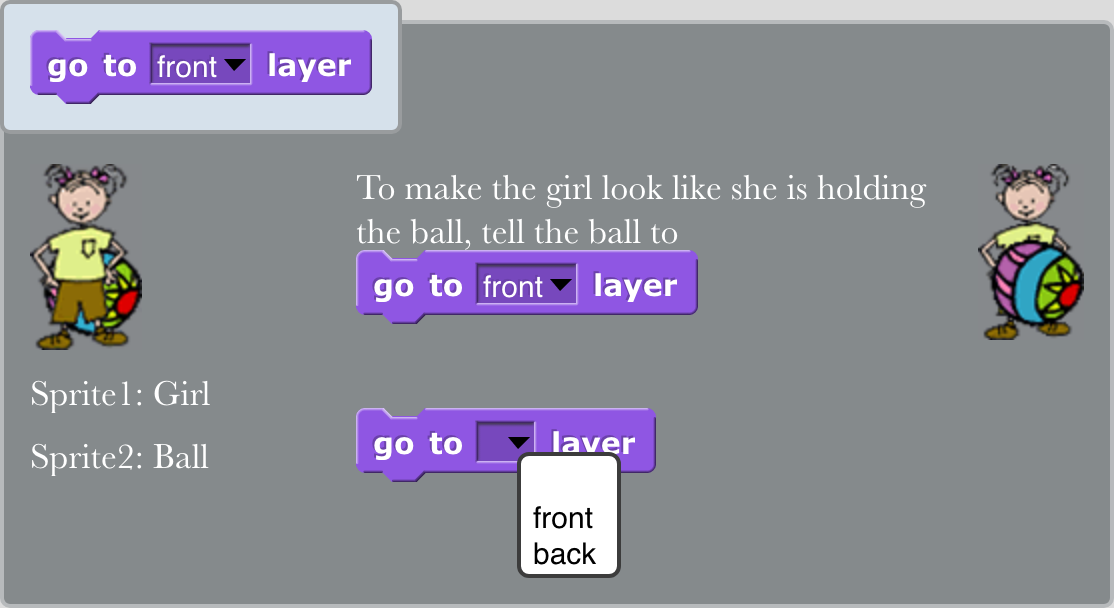 go to front layer
To make the girl look like she is holding
the ball, tell the ball to
go to front layer
Sprite1: Girl
Sprite2: Ball
go to layer
front
back